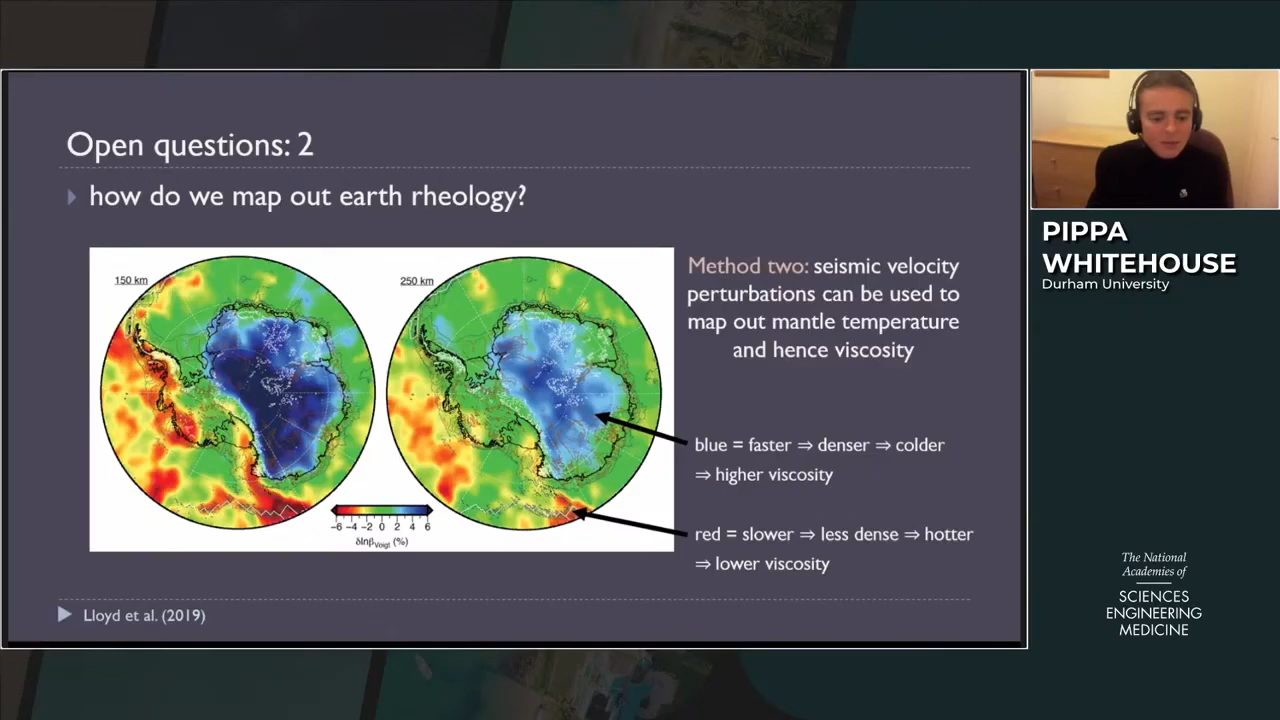 Open questions: 2
how do we map out earth rheology?
150 km
250 km
-6 -4 -2 0 2 4 6
δlnβVoigt (%)
Method two: seismic velocity
perturbations can be used to
map out mantle temperature
and hence viscosity
blue = faster ⇒ denser ⇒ colder
⇒ higher viscosity
red = slower ⇒ less dense ⇒ hotter
⇒ lower viscosity
Lloyd et al. (2019)
PIPPA
WHITEHOUSE
Durham University
The National
Academies of
SCIENCES
ENGINEERING
MEDICINE